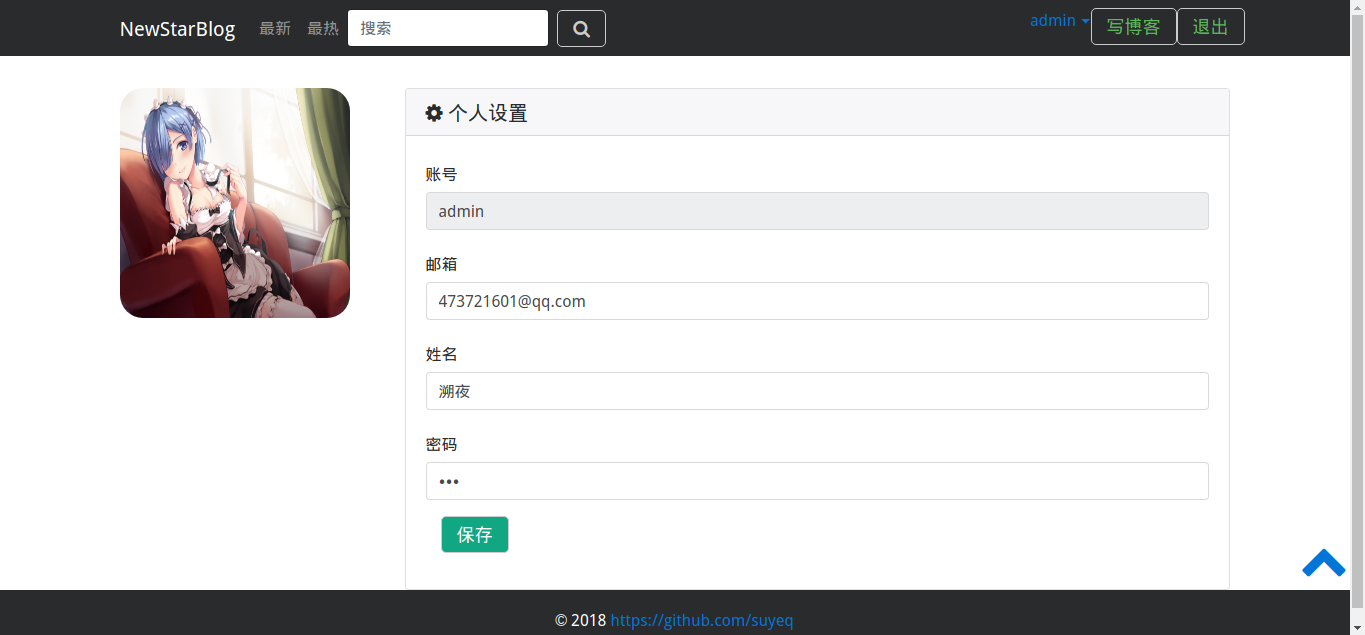 NewStarBlog 最新 最热 搜索 admin 写博客 退出
个人设置
账号
admin
邮箱
473721601@qq.com
姓名
溯夜
密码
•••
保存
© 2018 https://github.com/suyeq